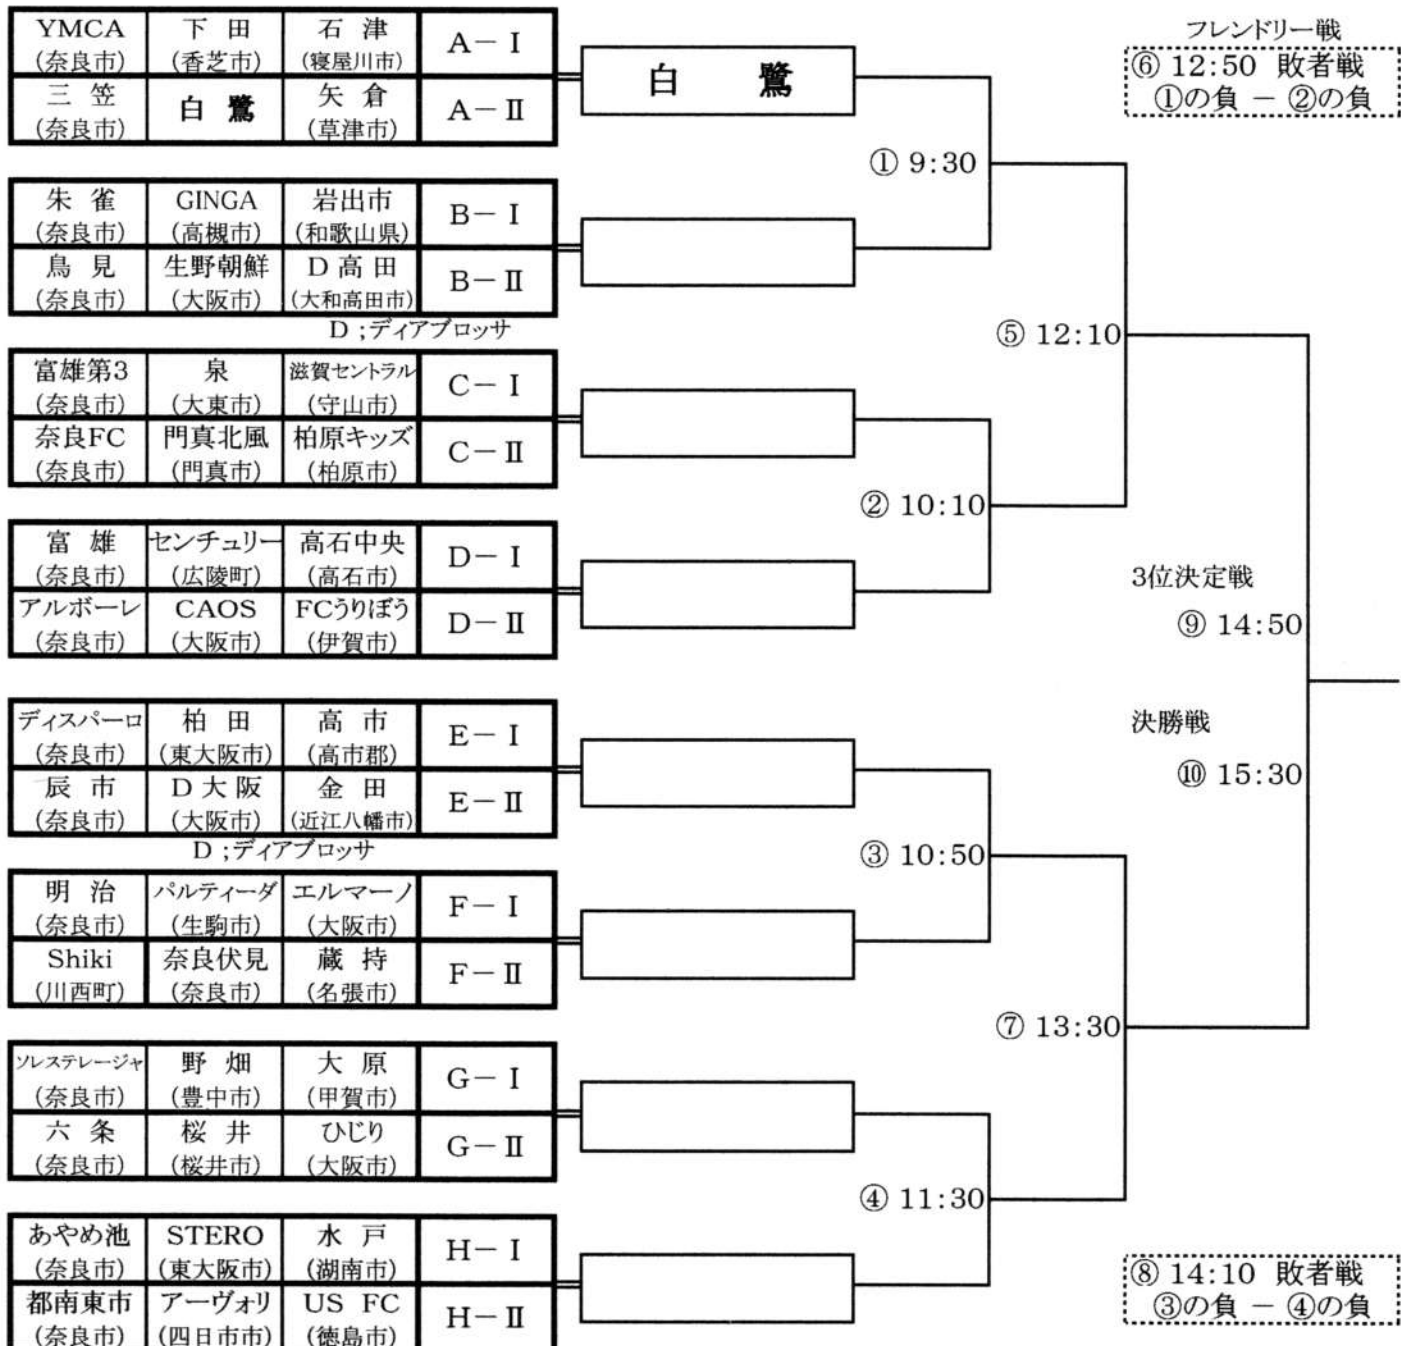 フレンドリー戦
⑥ 12:50 敗者戦
①の負 － ②の負
YMCA 下 田 石 津 A－Ⅰ
(奈良市) (香芝市) (寝屋川市)
三 笠 白 鷺 矢 倉 A－Ⅱ
(奈良市) (草津市)
白 鷺
① 9:30
朱 雀 GINGA 岩出市 B－Ⅰ
(奈良市) (高槻市) (和歌山県)
鳥 見 生野朝鮮 D 高 田 B－Ⅱ
(奈良市) (大阪市) (大和高田市)
D ;ディアブロッサ
⑤ 12:10
富雄第3 泉 滋賀セントラル C－Ⅰ
(奈良市) (大東市) (守山市)
奈良FC 門真北風 柏原キッズ C－Ⅱ
(奈良市) (門真市) (柏原市)
② 10:10
富 雄 センチュリー 高石中央 D－Ⅰ
(奈良市) (広陵町) (高石市)
アルボーレ CAOS FCうりぼう D－Ⅱ
(奈良市) (大阪市) (伊賀市)
3位決定戦
⑨ 14:50
決勝戦
⑩ 15:30
ディスパーロ 柏 田 高 市 E－Ⅰ
(奈良市) (東大阪市) (高市郡)
辰 市 D 大 阪 金 田 E－Ⅱ
(奈良市) (大阪市) (近江八幡市)
D ;ディアブロッサ
③ 10:50
明 治 パルティーダ エルマーノ F－Ⅰ
(奈良市) (生駒市) (大阪市)
Shiki 奈良伏見 蔵 持 F－Ⅱ
(川西町) (奈良市) (名張市)
⑦ 13:30
ソレステレージャ 野 畑 大 原 G－Ⅰ
(奈良市) (豊中市) (甲賀市)
六 条 桜 井 ひじり G－Ⅱ
(奈良市) (桜井市) (大阪市)
④ 11:30
あやめ池 STERO 水 戸 H－Ⅰ
(奈良市) (東大阪市) (湖南市)
都南東市 アーヴォリ US FC H－Ⅱ
(奈良市) (四日市市) (徳島市)
⑧ 14:10 敗者戦
③の負 － ④の負